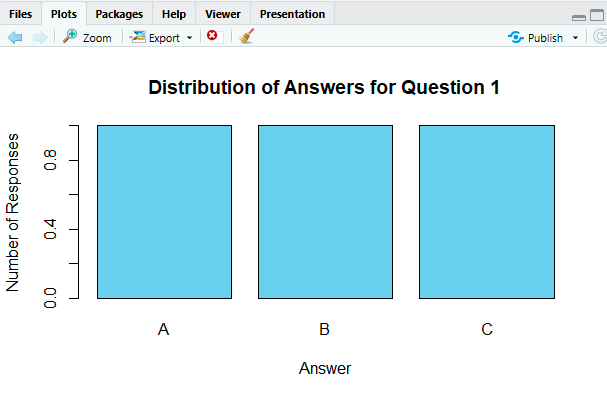 Files Plots Packages Help Viewer Presentation
Zoom Export Publish
Distribution of Answers for Question 1
Number of Responses
0.8
0.4
0.0
A B C
Answer